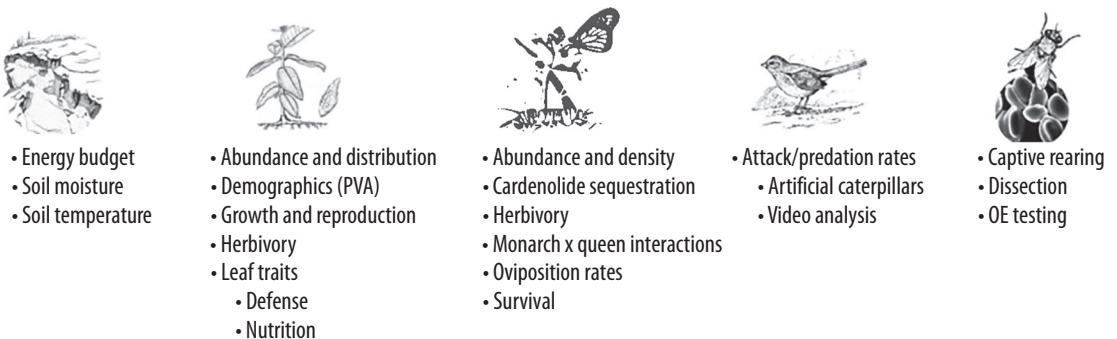 • Energy budget
• Soil moisture
• Soil temperature
• Abundance and distribution
• Demographics (PVA)
• Growth and reproduction
• Herbivory
• Leaf traits
• Defense
• Nutrition
• Abundance and density
• Cardenolide sequestration
• Herbivory
• Monarch x queen interactions
• Oviposition rates
• Survival
• Attack/predation rates
• Artificial caterpillars
• Video analysis
• Captive rearing
• Dissection
• OE testing